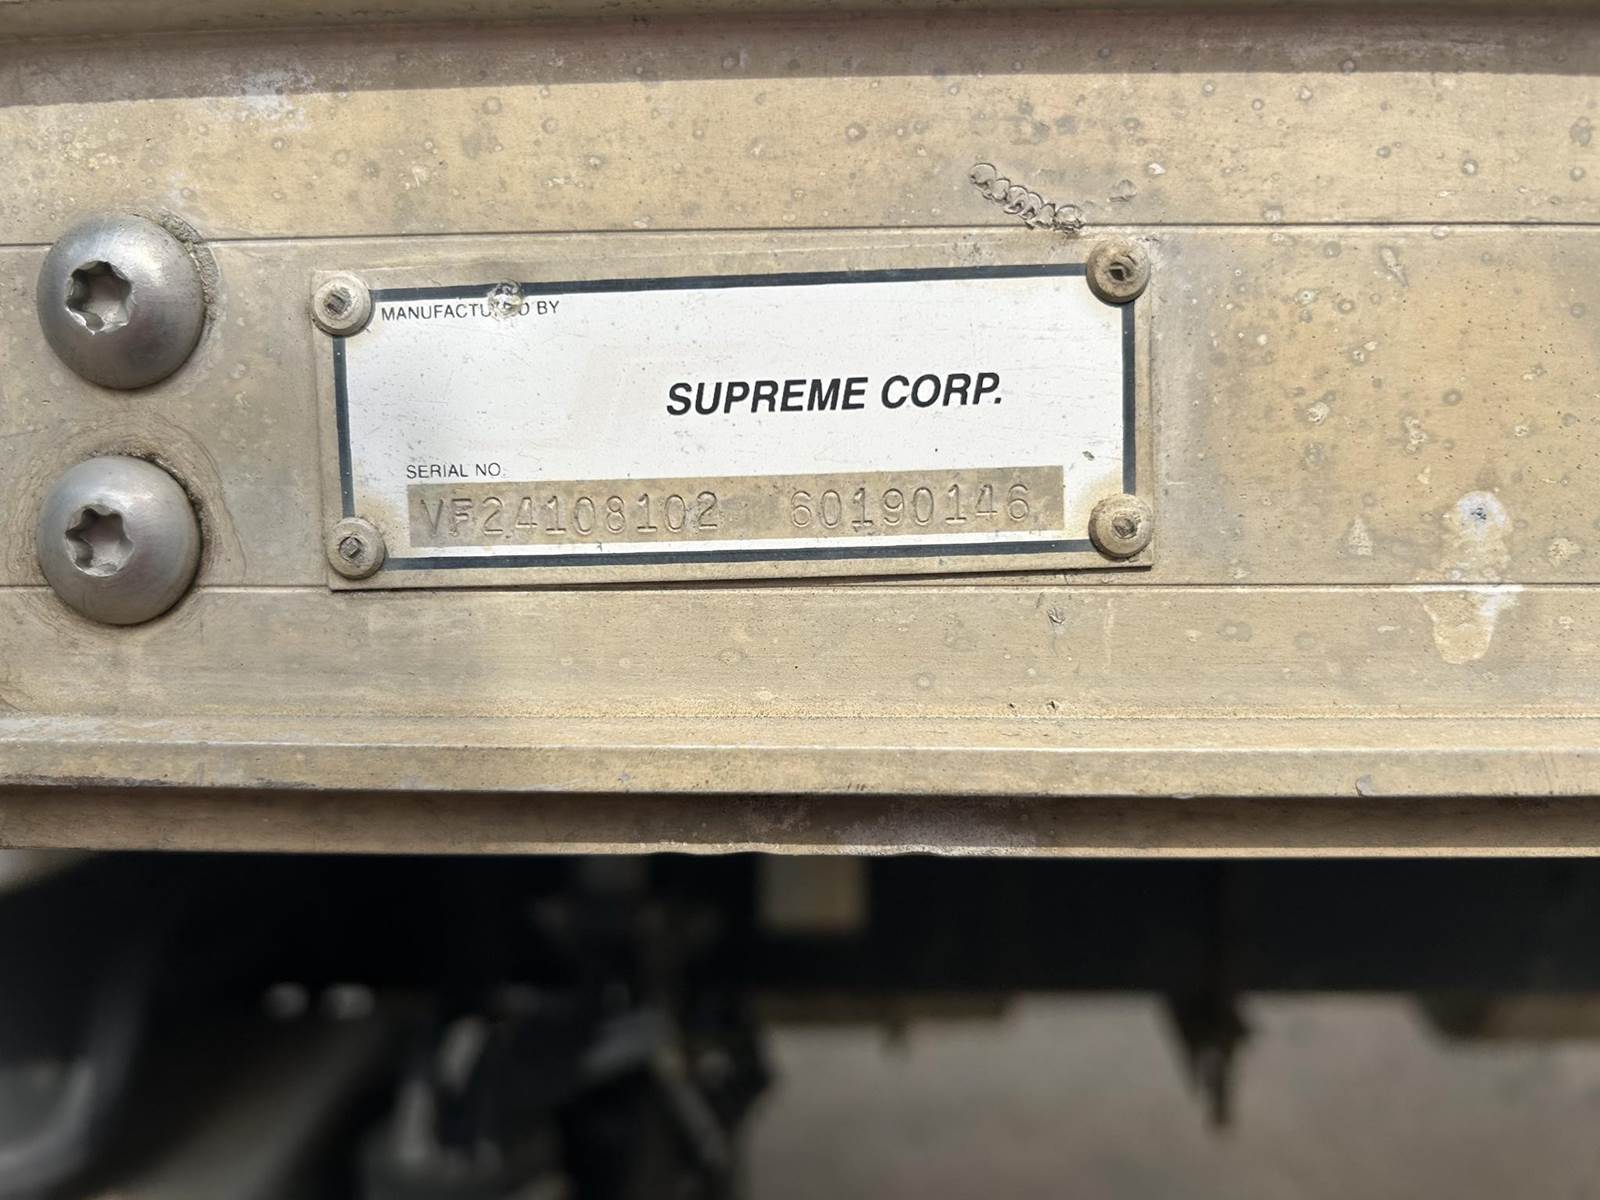 MANUFACTURED BY
SUPREME CORP.
SERIAL NO.
VF24108102 60190146